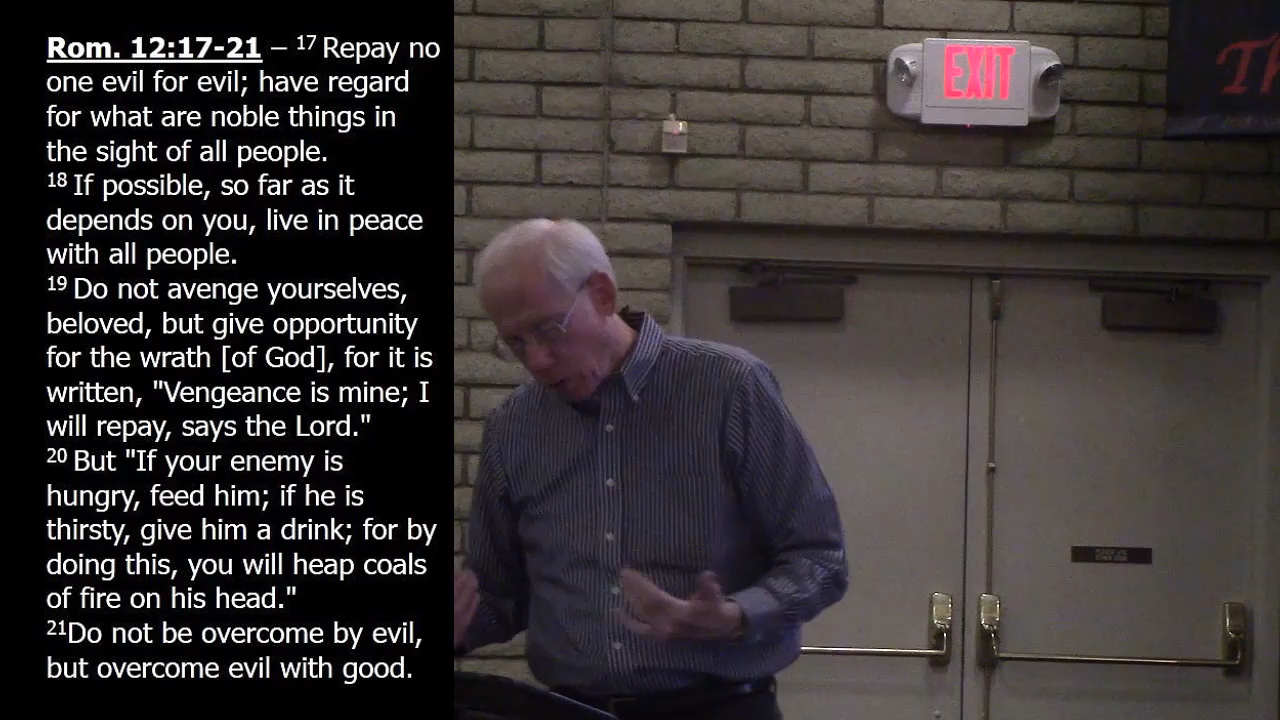 Rom. 12:17-21 – 17 Repay no
one evil for evil; have regard
for what are noble things in
the sight of all people.
18 If possible, so far as it
depends on you, live in peace
with all people.
19 Do not avenge yourselves,
beloved, but give opportunity
for the wrath [of God], for it is
written, "Vengeance is mine; I
will repay, says the Lord."
20 But "If your enemy is
hungry, feed him; if he is
thirsty, give him a drink; for by
doing this, you will heap coals
of fire on his head."
21Do not be overcome by evil,
but overcome evil with good.
EXIT